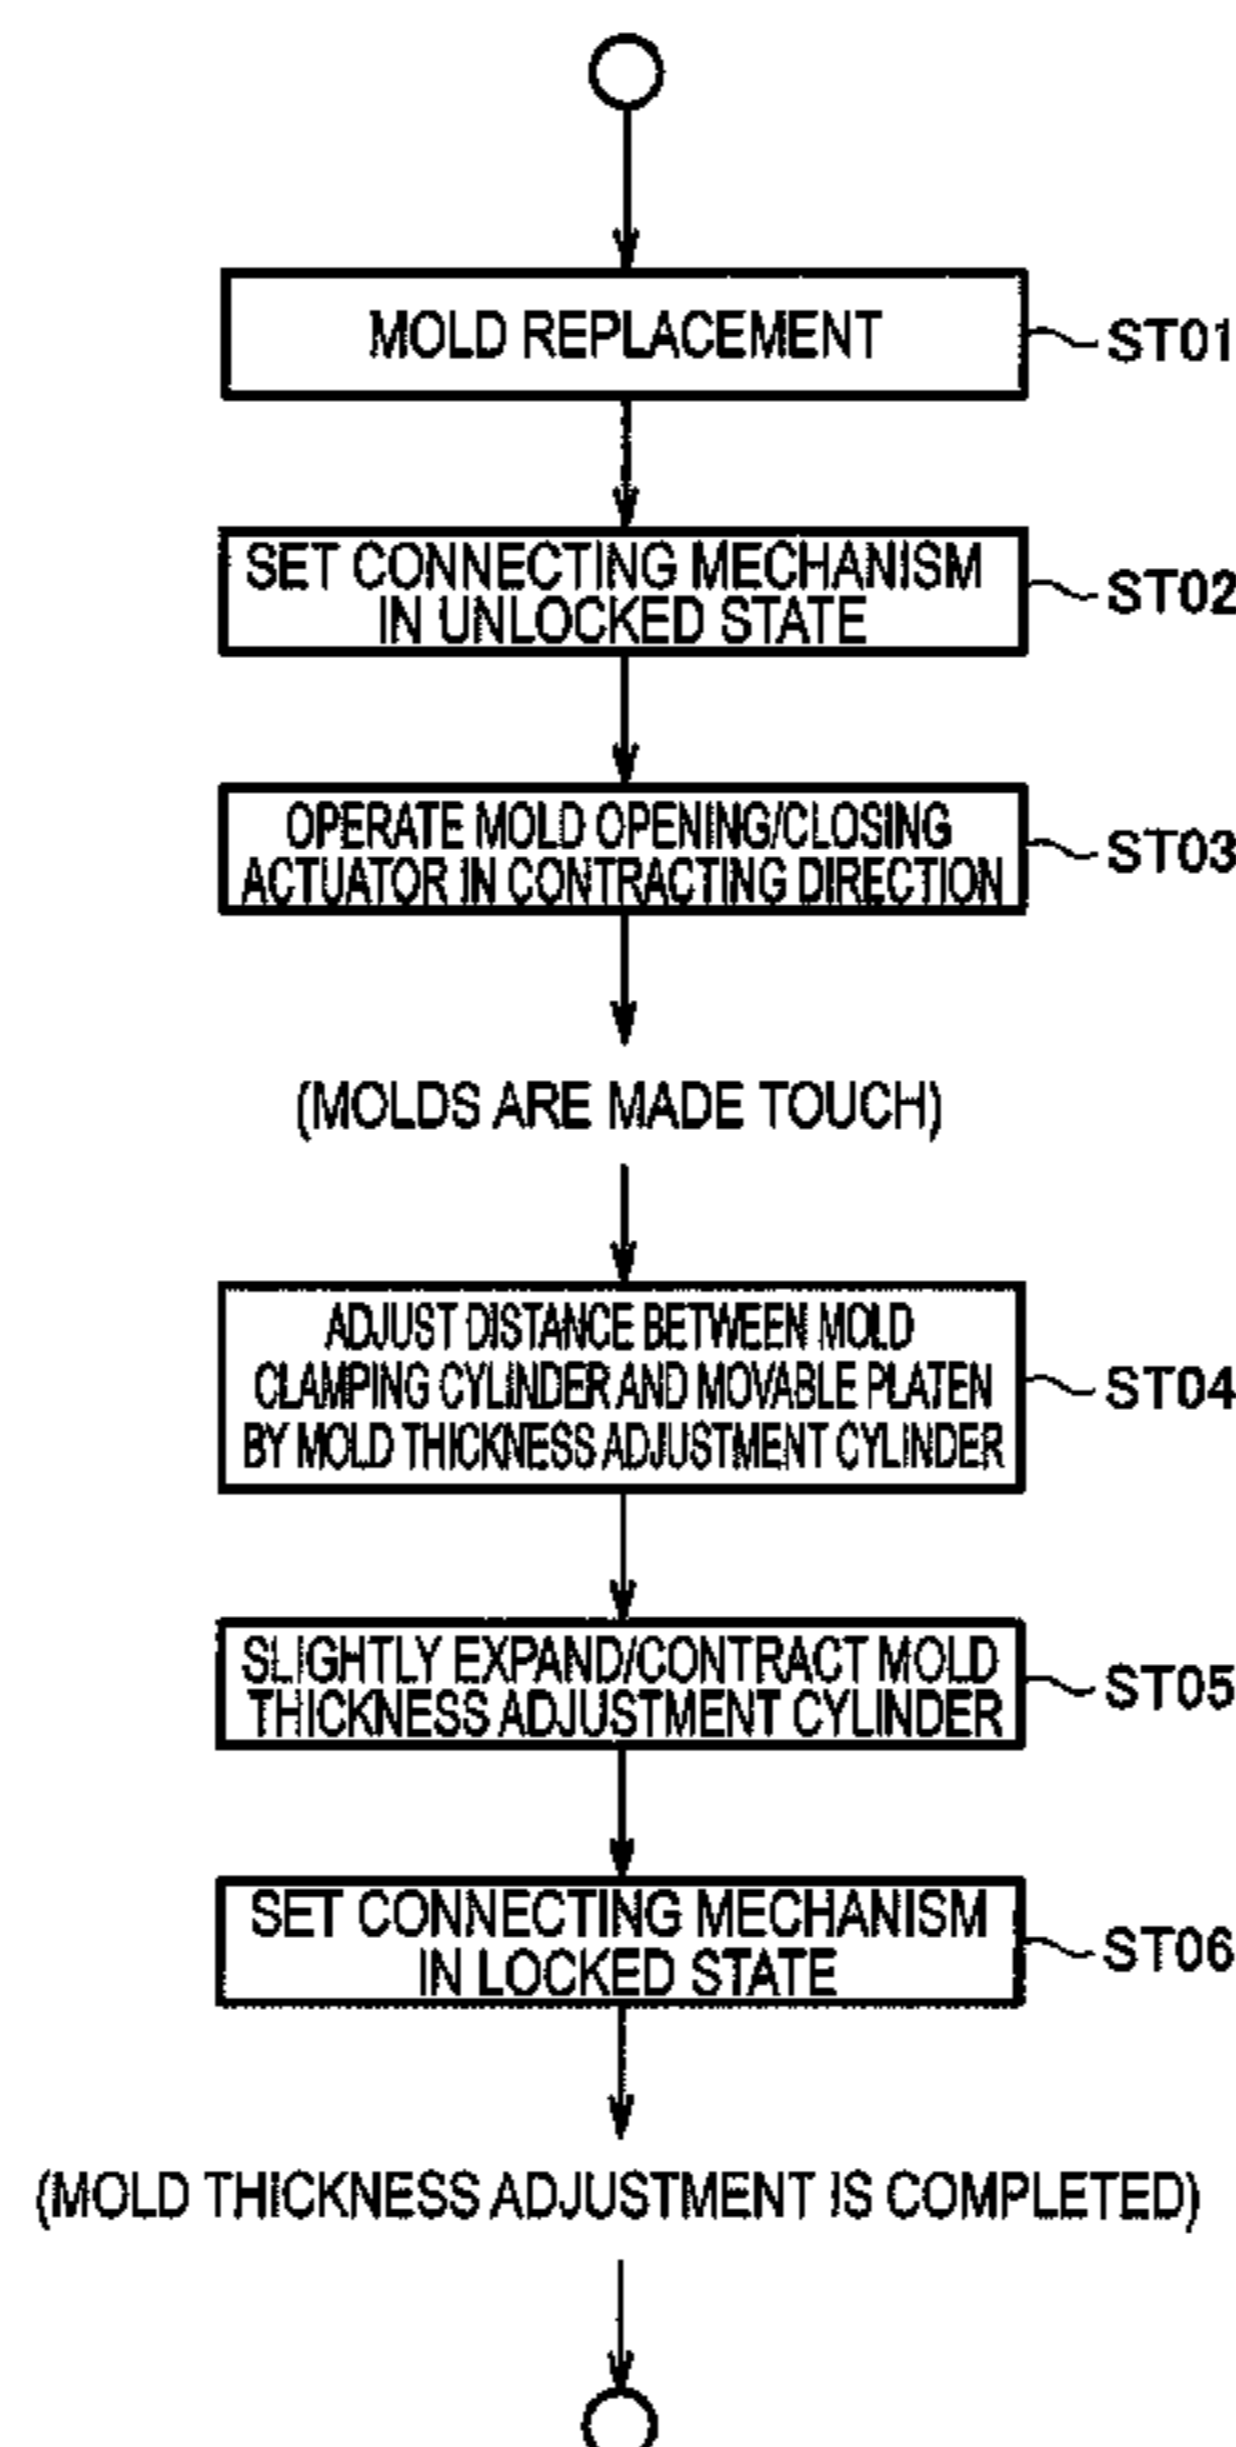 MOLD REPLACEMENT
ST01
SET CONNECTING MECHANISM
IN UNLOCKED STATE
ST02
OPERATE MOLD OPENING/CLOSING
ACTUATOR IN CONTRACTING DIRECTION
ST03
(MOLDS ARE MADE TOUCH)
ADJUST DISTANCE BETWEEN MOLD
CLAMPING CYLINDER AND MOVABLE PLATEN
BY MOLD THICKNESS ADJUSTMENT CYLINDER
ST04
SLIGHTLY EXPAND/CONTRACT MOLD
THICKNESS ADJUSTMENT CYLINDER
ST05
SET CONNECTING MECHANISM
IN LOCKED STATE
ST06
(MOLD THICKNESS ADJUSTMENT IS COMPLETED)